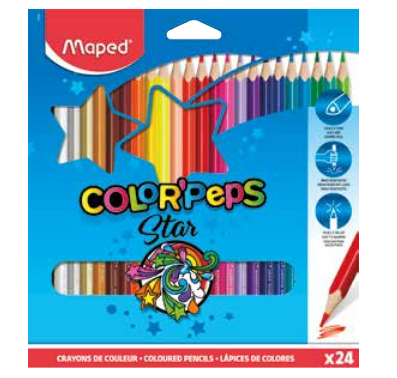 Maped®
COLOR'PePS
Star
CRAYONS DE COULEUR • COLOURED PENCILS • LÁPICES DE COLORES
x24